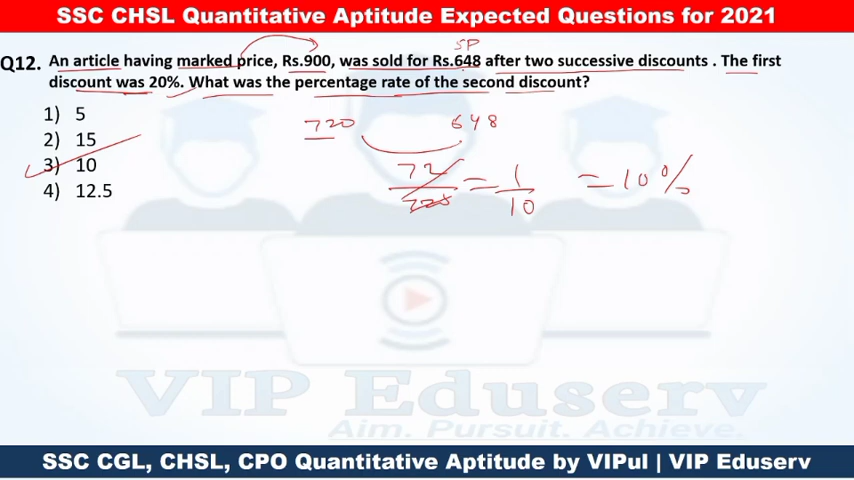 SSC CHSL Quantitative Aptitude Expected Questions for 2021
SP
Q12. An article having marked price, Rs.900, was sold for Rs.648 after two successive discounts . The first
discount was 20%. What was the percentage rate of the second discount?
1) 5
2) 15
3) 10
4) 12.5
720 648
72/720 = 1/10 = 10%
VIP Eduserv
Aim. Pursuit. Achieve.
SSC CGL, CHSL, CPO Quantitative Aptitude by VIPul | VIP Eduserv